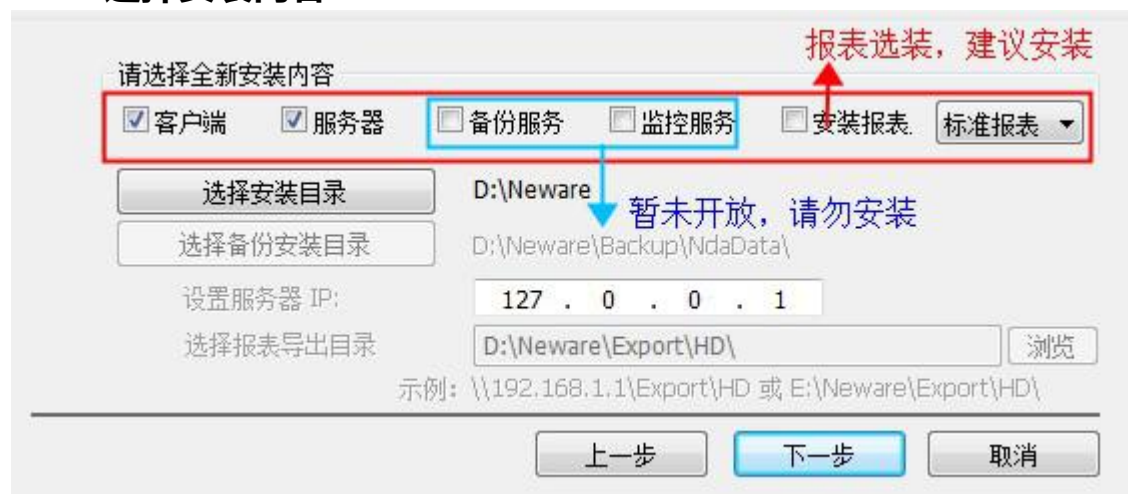 报表选装，建议安装
请选择全新安装内容
客户端 服务器 备份服务 监控服务 安装报表. 标准报表
选择安装目录 D:\Neware
暂未开放，请勿安装
选择备份安装目录 D:\Neware\Backup\NdaData\
设置服务器 IP: 127 . 0 . 0 . 1
选择报表导出目录 D:\Neware\Export\HD\ 浏览
示例: \\192.168.1.1\Export\HD 或 E:\Neware\Export\HD\
上一步 下一步 取消